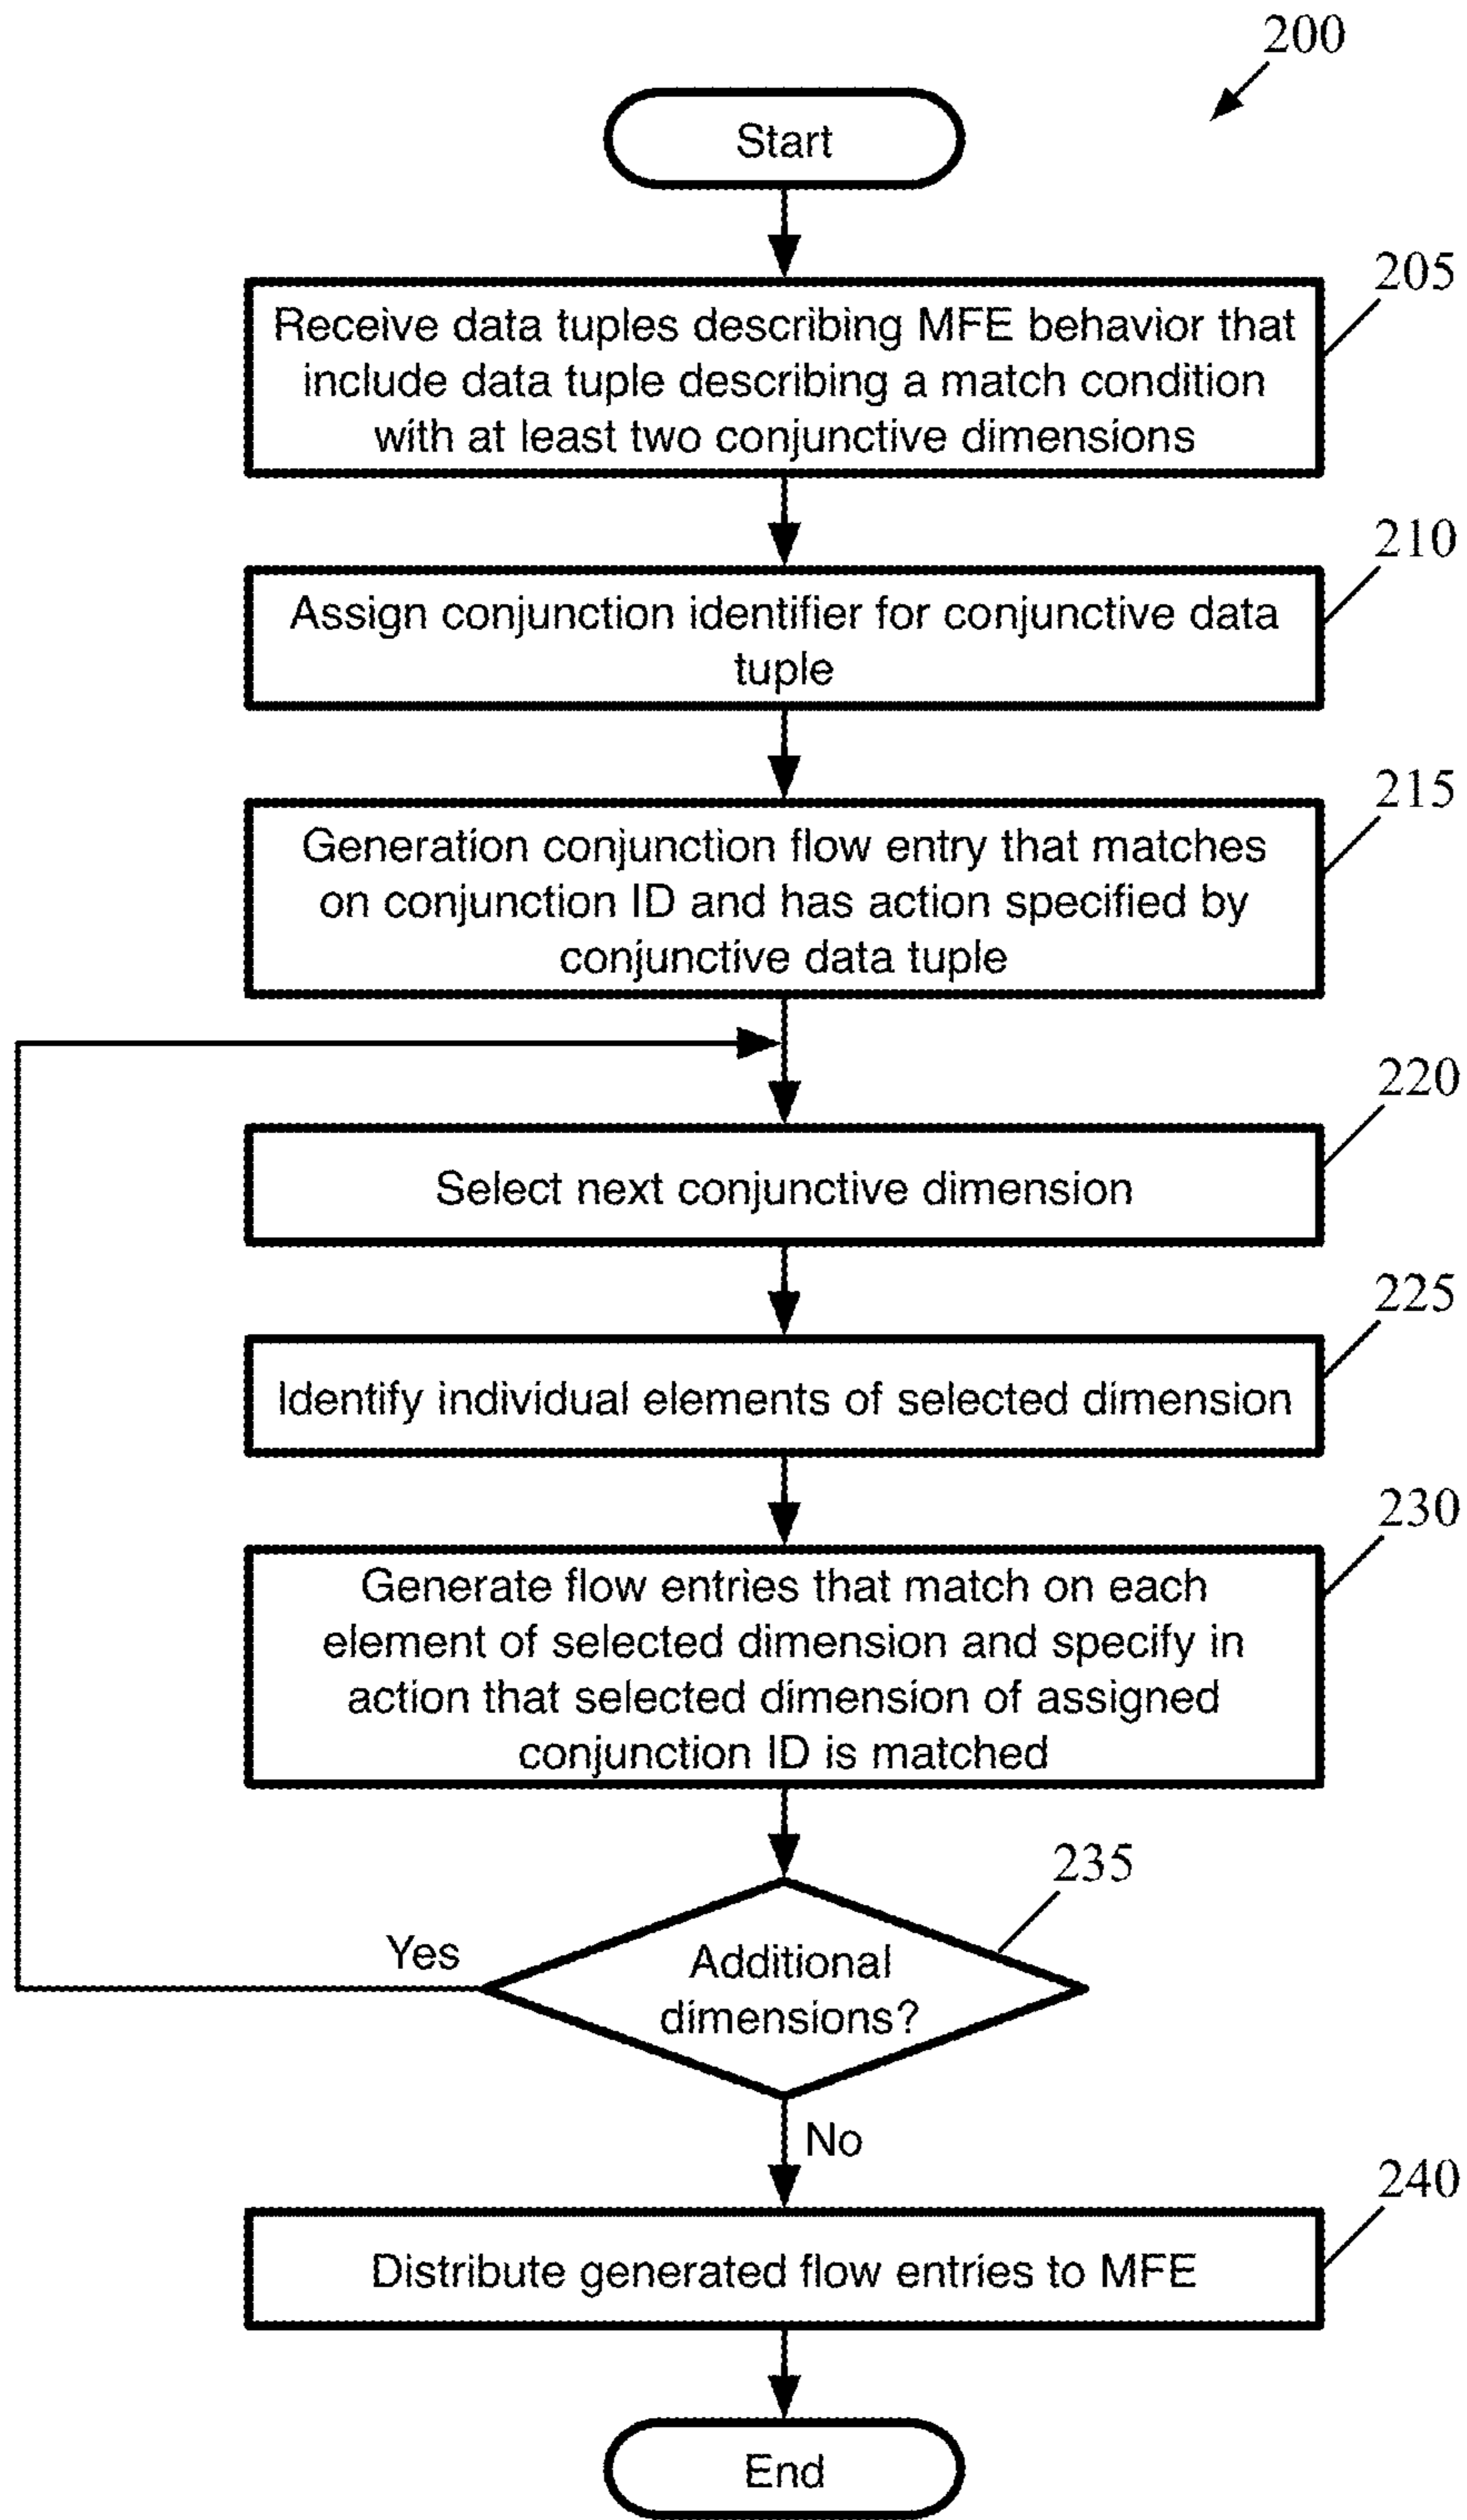 200
Start
205
Receive data tuples describing MFE behavior that
include data tuple describing a match condition
with at least two conjunctive dimensions
210
Assign conjunction identifier for conjunctive data
tuple
215
Generation conjunction flow entry that matches
on conjunction ID and has action specified by
conjunctive data tuple
220
Select next conjunctive dimension
225
Identify individual elements of selected dimension
230
Generate flow entries that match on each
element of selected dimension and specify in
action that selected dimension of assigned
conjunction ID is matched
235
Yes
Additional
dimensions?
No
240
Distribute generated flow entries to MFE
End